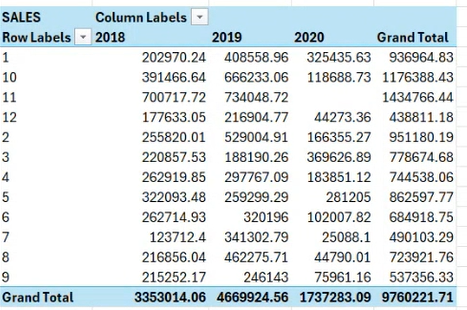 SALES Column Labels
Row Labels 2018 2019 2020 Grand Total
1 202970.24 408558.96 325435.63 936964.83
10 391466.64 666233.06 118688.73 1176388.43
11 700717.72 734048.72 1434766.44
12 177633.05 216904.77 44273.36 438811.18
2 255820.01 529004.91 166355.27 951180.19
3 220857.53 188190.26 369626.89 778674.68
4 262919.85 297767.09 183851.12 744538.06
5 322093.48 259299.29 281205 862597.77
6 262714.93 320196 102007.82 684918.75
7 123712.4 341302.79 25088.1 490103.29
8 216856.04 462275.71 44790.01 723921.76
9 215252.17 246143 75961.16 537356.33
Grand Total 3353014.06 4669924.56 1737283.09 9760221.71